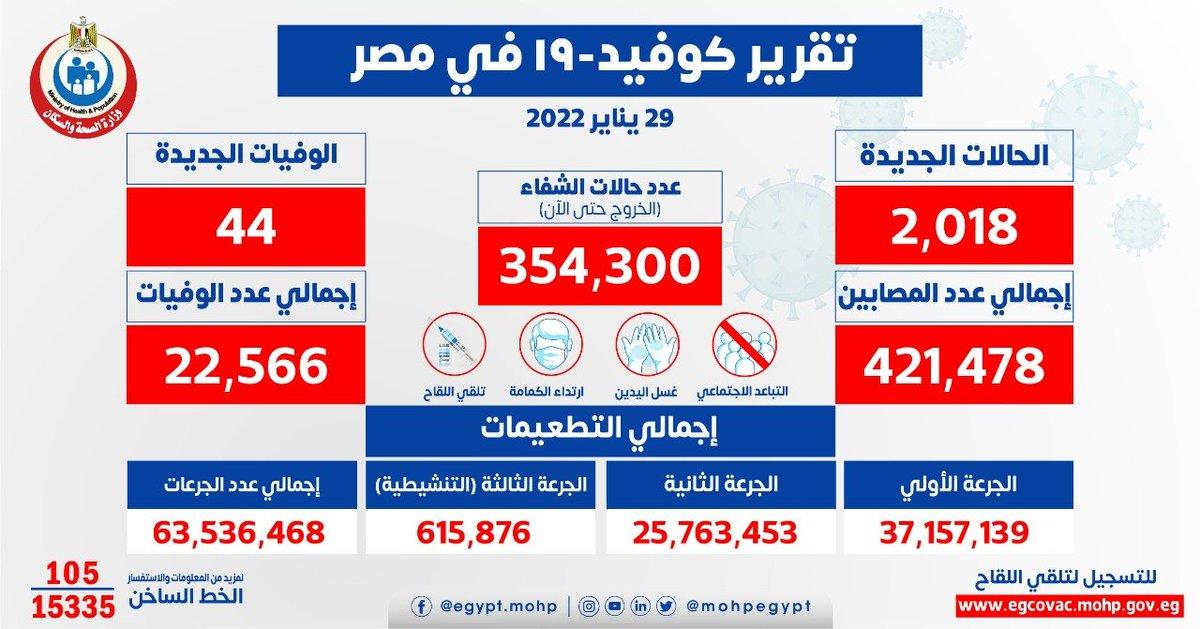 تقرير كوفيد-١٩ في مصر
29 يناير 2022
Ministry of Health & Population
وزارة الصحة والسكان
الحالات الجديدة
2,018
إجمالي عدد المصابين
421,478
عدد حالات الشفاء
(الخروج حتى الآن)
354,300
الوفيات الجديدة
44
إجمالي عدد الوفيات
22,566
التباعد الاجتماعي
غسل اليدين
ارتداء الكمامة
تلقي اللقاح
إجمالي التطعيمات
الجرعة الأولي
37,157,139
الجرعة الثانية
25,763,453
الجرعة الثالثة (التنشيطية)
615,876
إجمالي عدد الجرعات
63,536,468
للتسجيل لتلقي اللقاح
www.egcovac.mohp.gov.eg
@egypt.mohp
@mohpegypt
لمزيد من المعلومات والاستفسار
الخط الساخن
105
15335